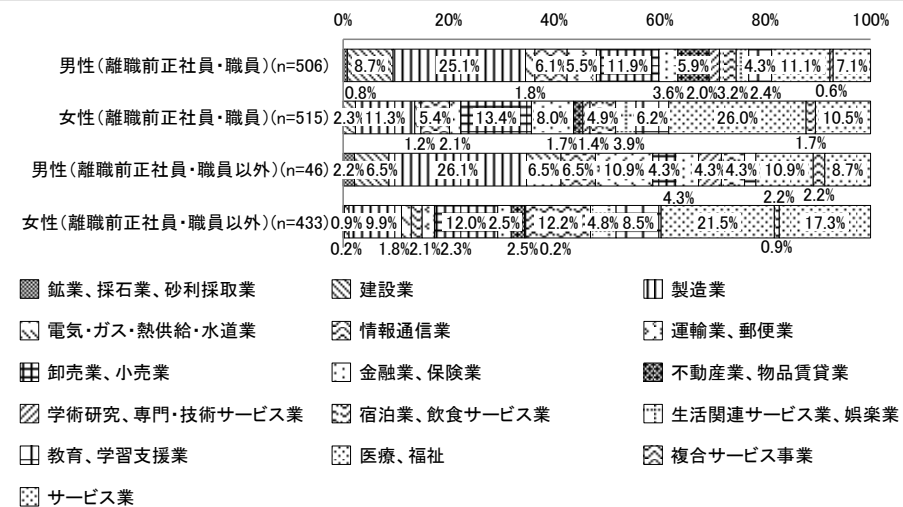 0% 20% 40% 60% 80% 100%
男性(離職前正社員・職員)(n=506) 8.7% 25.1% 6.1% 5.5% 11.9% 5.9% 4.3% 11.1% 7.1%
0.8% 1.8% 3.6% 2.0% 3.2% 2.4% 0.6%
女性(離職前正社員・職員)(n=515) 2.3% 11.3% 5.4% 13.4% 8.0% 4.9% 6.2% 26.0% 10.5%
1.2% 2.1% 1.7% 1.4% 3.9% 1.7%
男性(離職前正社員・職員以外)(n=46) 2.2% 6.5% 26.1% 6.5% 6.5% 10.9% 4.3% 4.3% 4.3% 10.9% 8.7%
4.3% 2.2% 2.2%
女性(離職前正社員・職員以外)(n=433) 0.9% 9.9% 12.0% 2.5% 12.2% 4.8% 8.5% 21.5% 17.3%
0.2% 1.8% 2.1% 2.3% 2.5% 0.2% 0.9%
鉱業、採石業、砂利採取業 建設業 製造業
電気・ガス・熱供給・水道業 情報通信業 運輸業、郵便業
卸売業、小売業 金融業、保険業 不動産業、物品賃貸業
学術研究、専門・技術サービス業 宿泊業、飲食サービス業 生活関連サービス業、娯楽業
教育、学習支援業 医療、福祉 複合サービス事業
サービス業